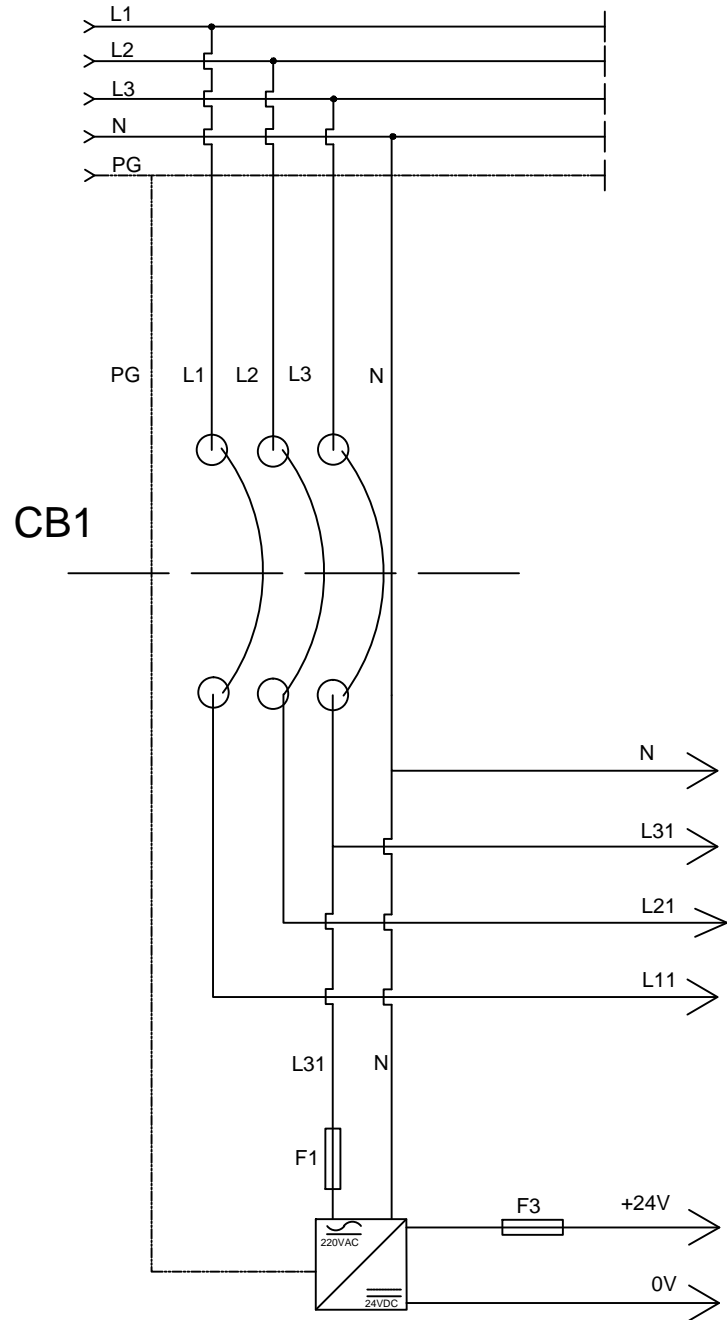 L1
L2
L3
N
PG
PG L1 L2 L3 N
CB1
N
L31
L21
L11
L31 N
F1
F3 +24V
220VAC
0V
24VDC